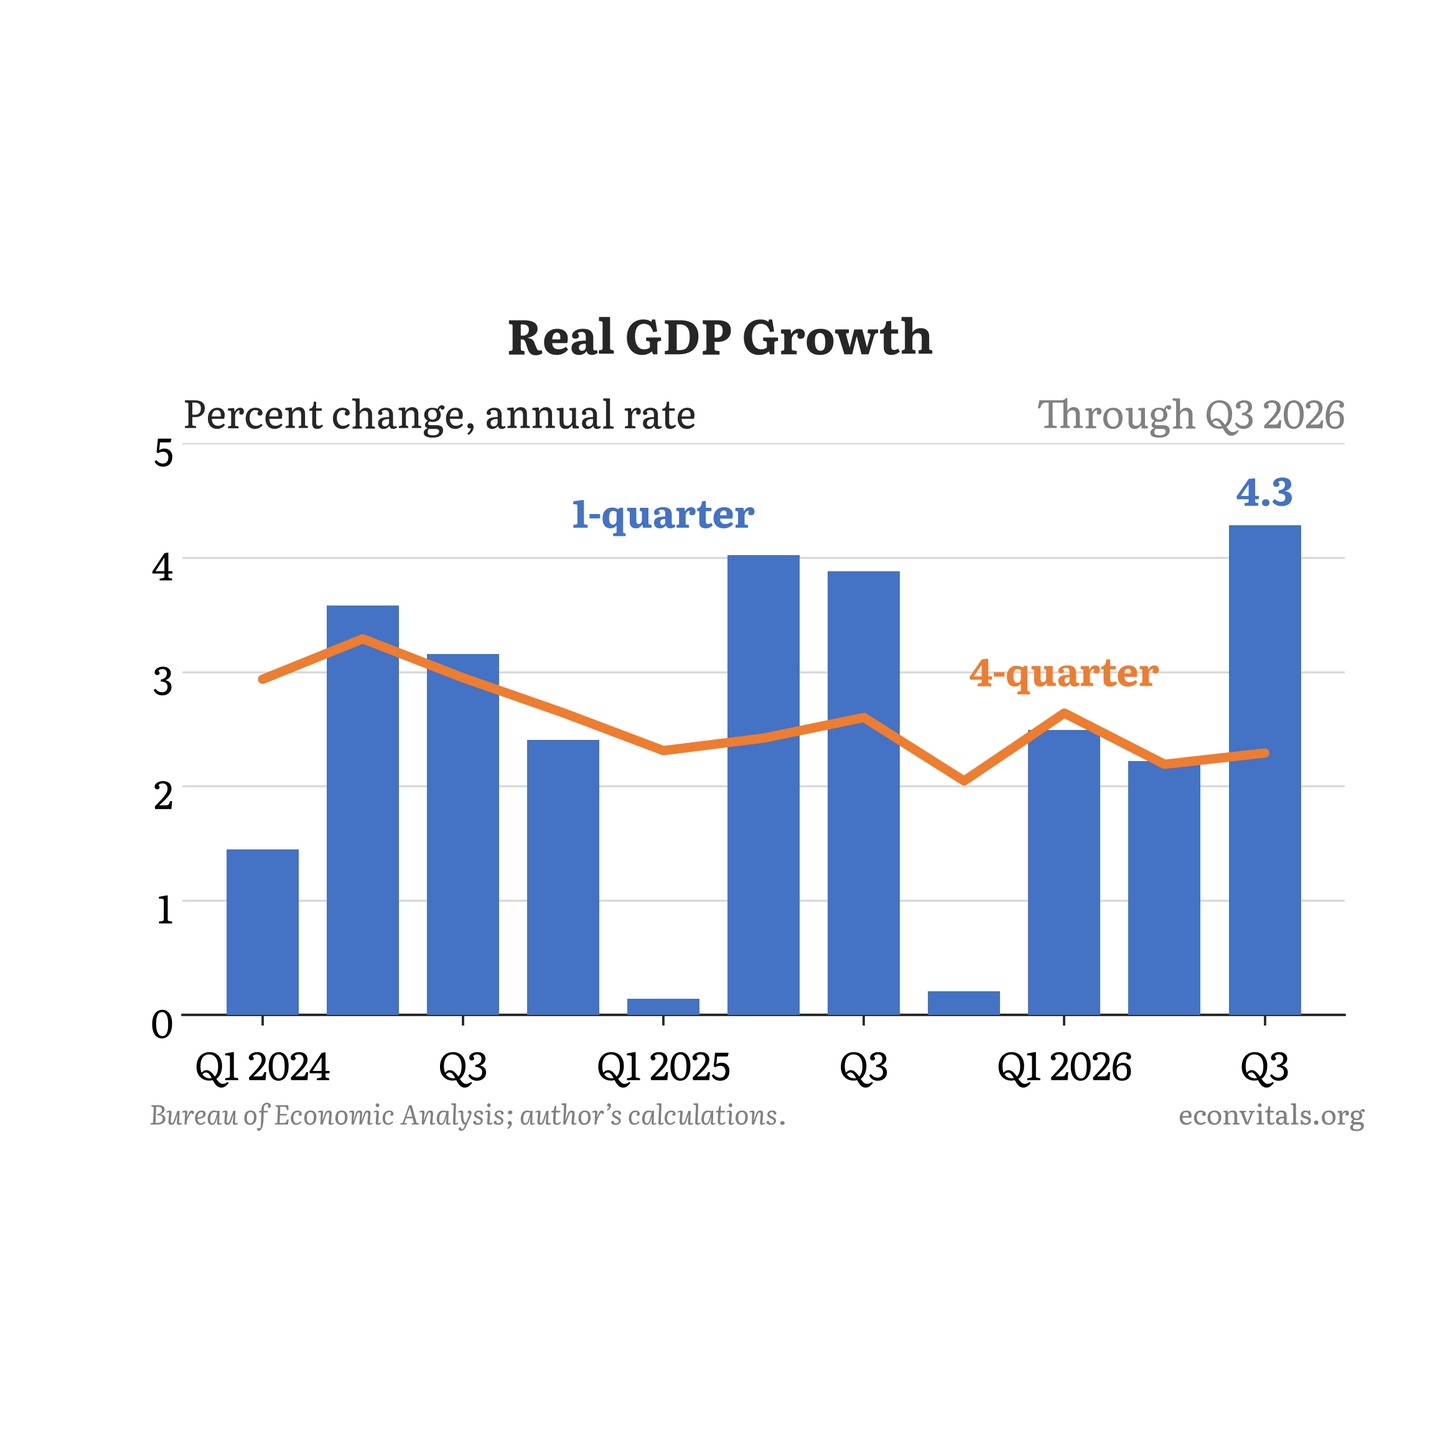 Real GDP Growth
Percent change, annual rate
Through Q3 2026
5
1-quarter
4.3
4
4-quarter
3
2
1
0
Q1 2024 Q3 Q1 2025 Q3 Q1 2026 Q3
Bureau of Economic Analysis; author’s calculations.
econvitals.org